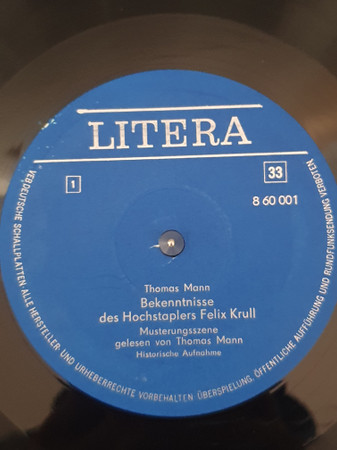 LITERA
1
33
8 60 001
Thomas Mann
Bekenntnisse
des Hochstaplers Felix Krull
Musterungsszene
gelesen von Thomas Mann
Historische Aufnahme
VEB DEUTSCHE SCHALLPLATTEN · ALLE HERSTELLER- UND URHEBERRECHTE VORBEHALTEN · ÜBERSPIELUNG, ÖFFENTLICHE AUFFÜHRUNG UND RUNDFUNKSENDUNG VERBOTEN